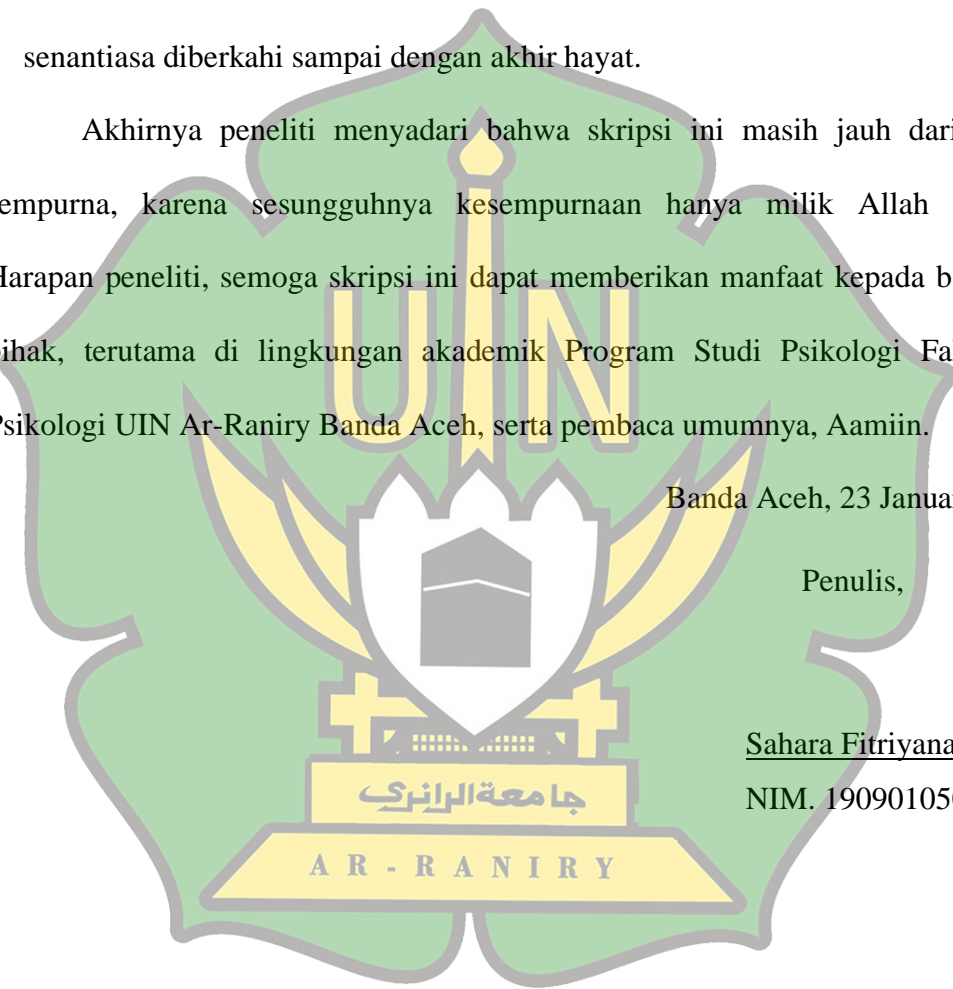 senantiasa diberkahi sampai dengan akhir hayat.
Akhirnya peneliti menyadari bahwa skripsi ini masih jauh dari
empurna, karena sesungguhnya kesempurnaan hanya milik Allah
Harapan peneliti, semoga skripsi ini dapat memberikan manfaat kepada b
pihak, terutama di lingkungan akademik Program Studi Psikologi Fa
Psikologi UIN Ar-Raniry Banda Aceh, serta pembaca umumnya, Aamiin.
Banda Aceh, 23 Janua
Penulis,
Sahara Fitriyana
NIM. 190901050
UIN
جامعة الرانري
AR-RANIRY